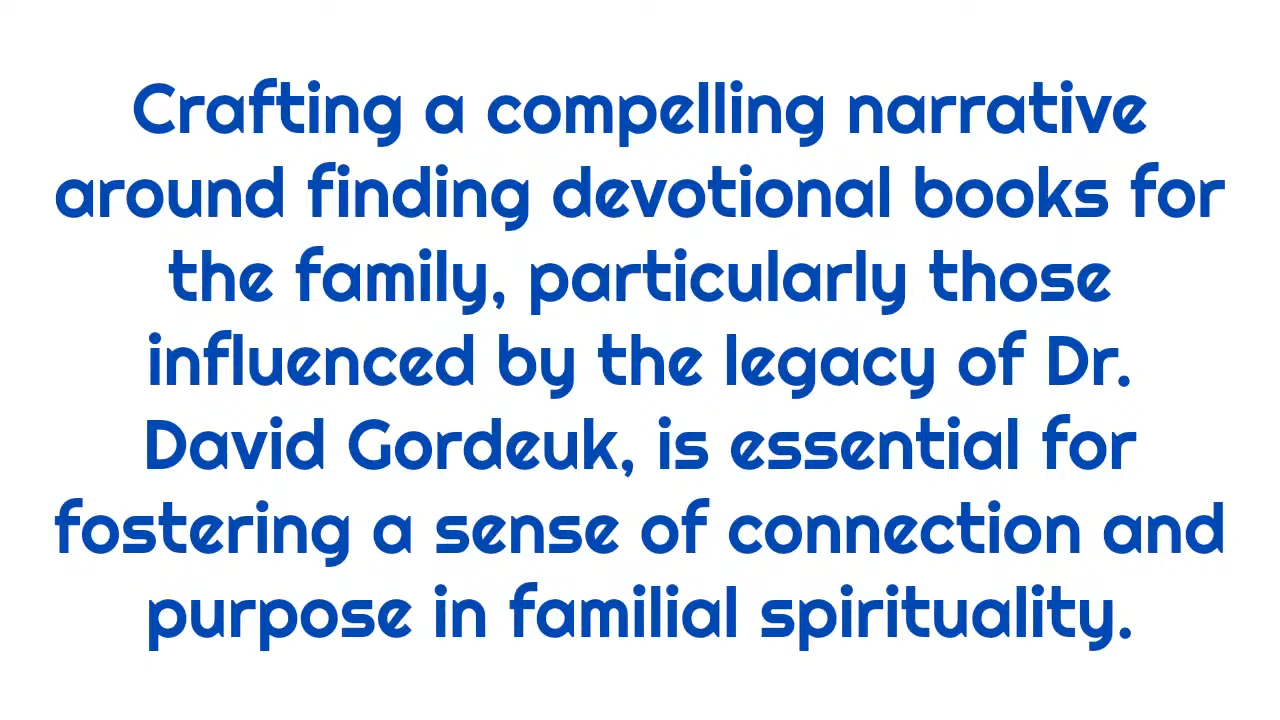 Crafting a compelling narrative
around finding devotional books for
the family, particularly those
influenced by the legacy of Dr.
David Gordeuk, is essential for
fostering a sense of connection and
purpose in familial spirituality.